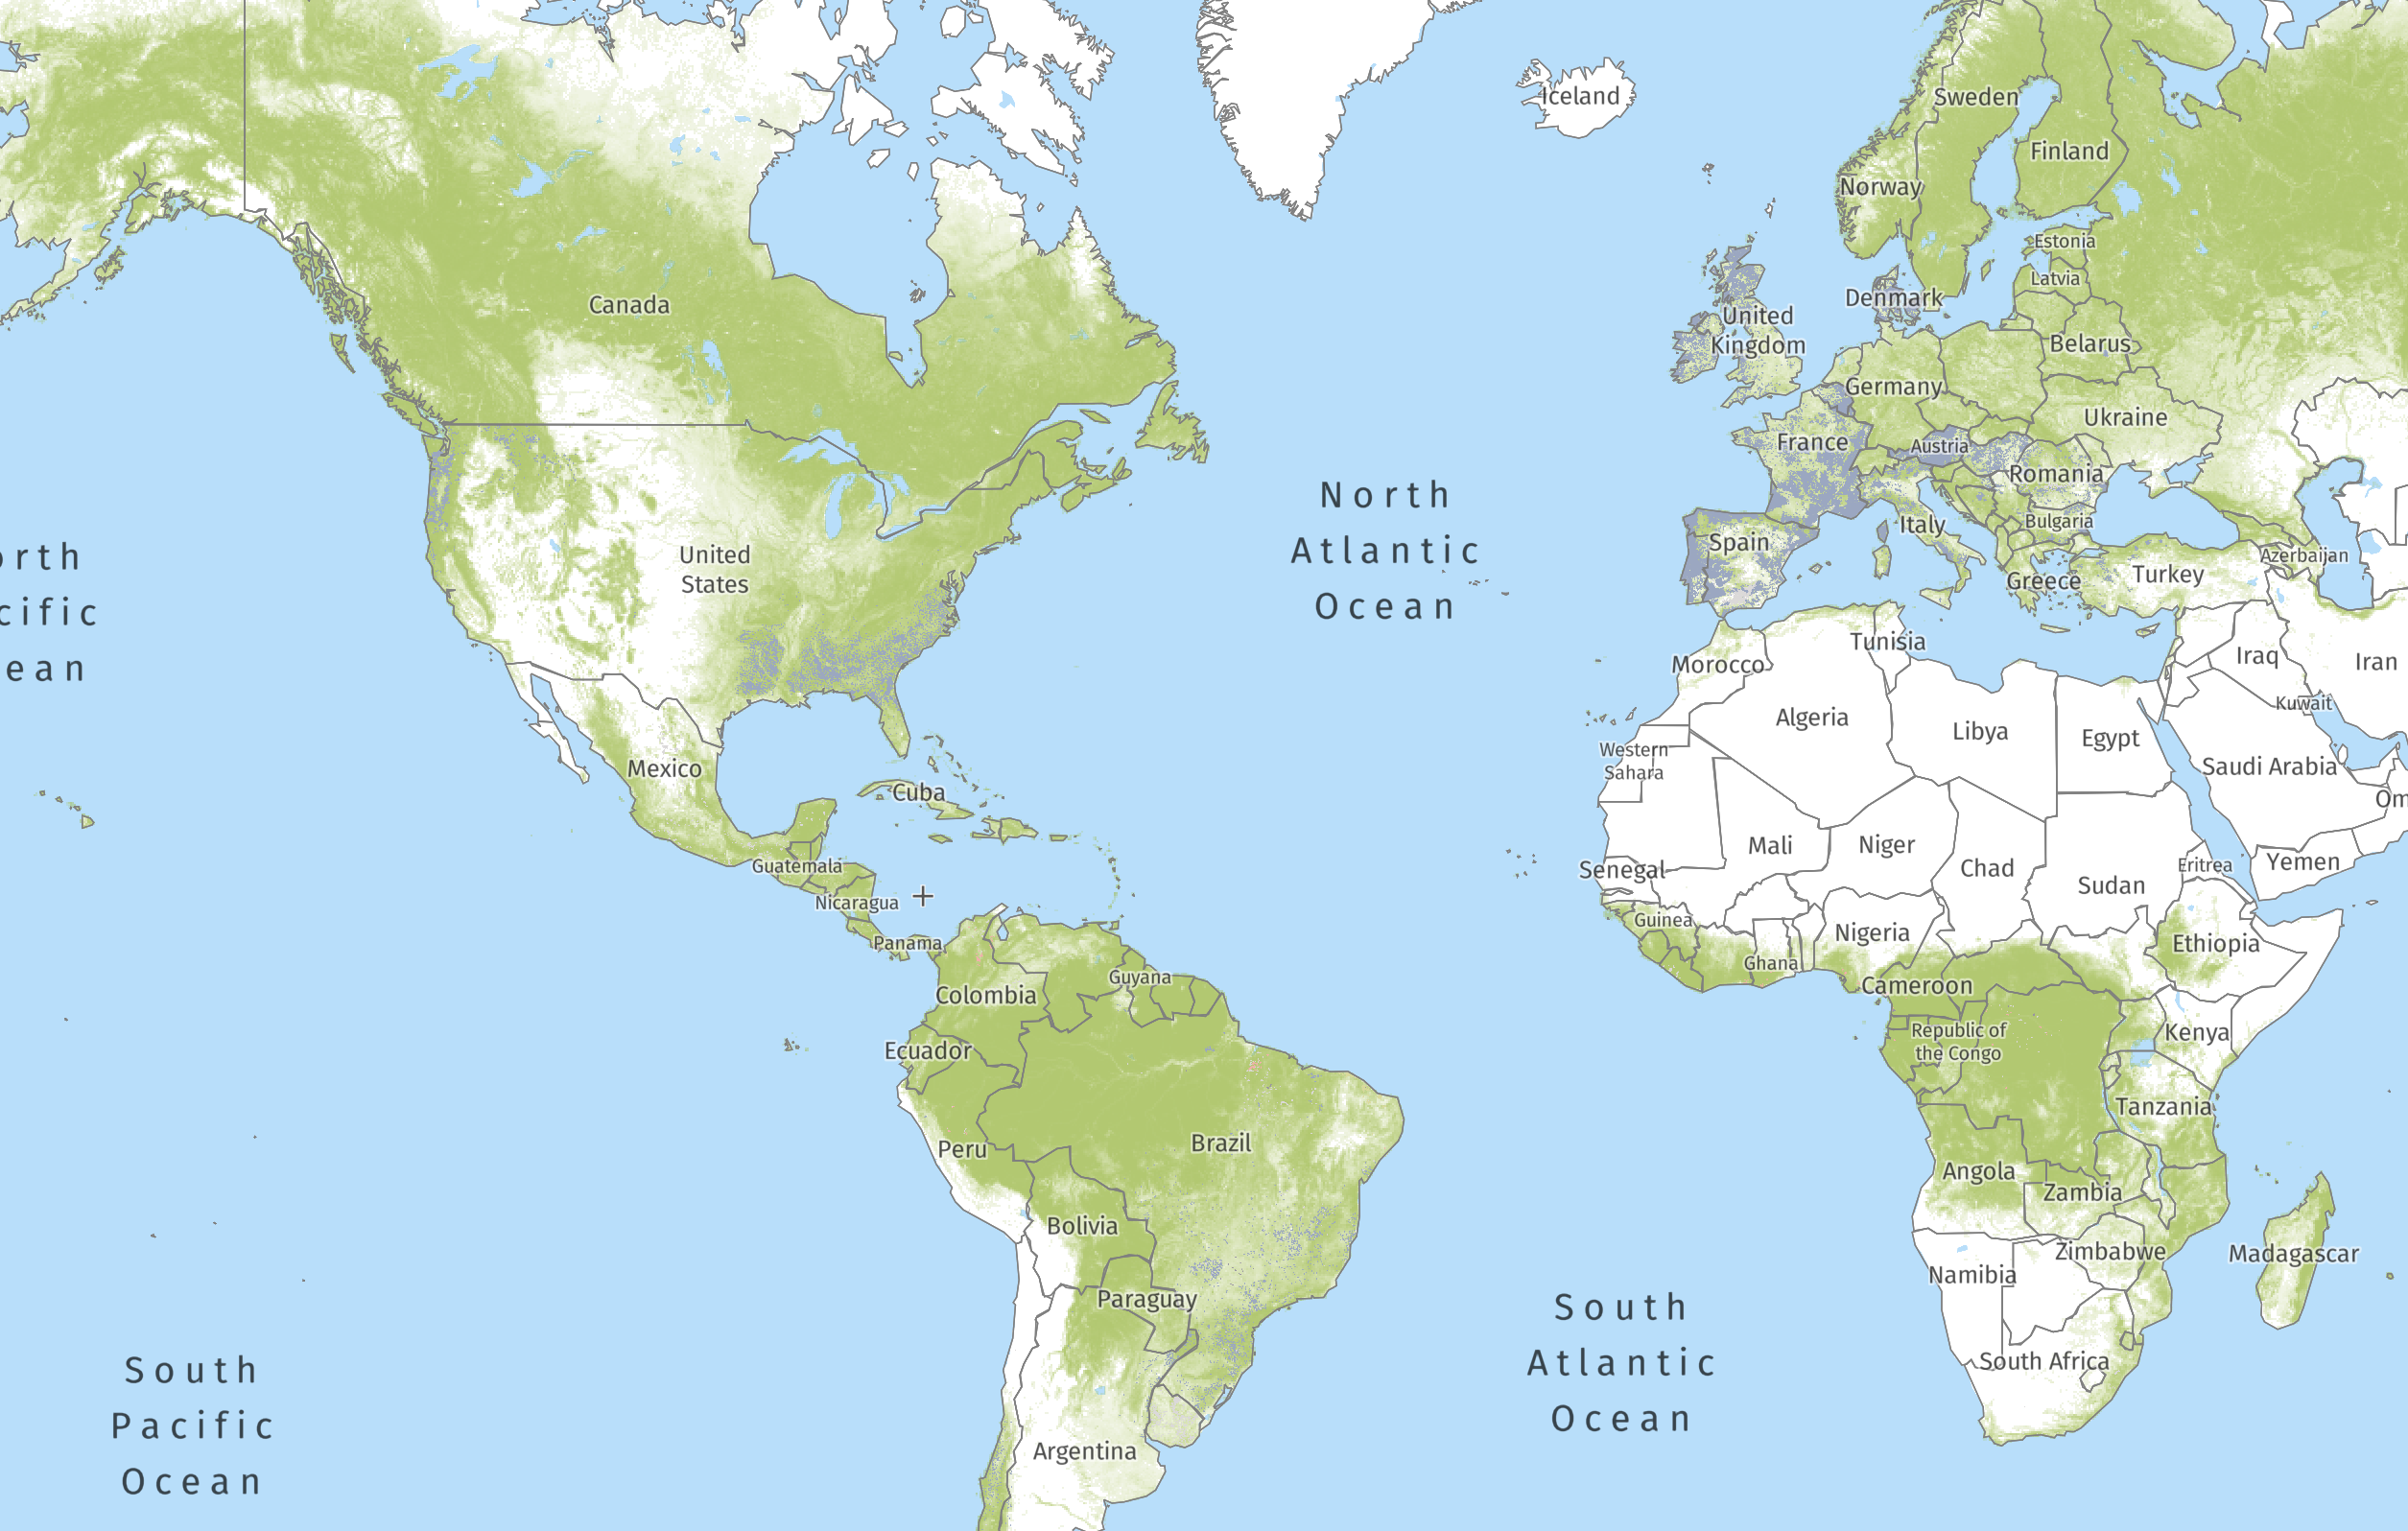 Iceland
Sweden
Finland
Norway
Estonia
Latvia
Denmark
Canada
United
Kingdom
Belarus
Germany
Ukraine
France
Austria
Romania
North
Atlantic
Ocean
Italy
Bulgaria
Spain
Azerbaijan
Greece
Turkey
orth
cific
ean
United
States
Tunisia
Morocco
Iraq
Iran
Kuwait
Algeria
Libya
Egypt
Western
Sahara
Saudi Arabia
Om
Mexico
Cuba
Mali
Niger
Chad
Senegal
Sudan
Eritrea
Yemen
Guatemala
Nicaragua
Guinea
Nigeria
Ethiopia
Panama
Ghana
Guyana
Cameroon
Colombia
Republic of
the Congo
Kenya
Ecuador
Tanzania
Peru
Brazil
Angola
Zambia
Bolivia
Zimbabwe
Madagascar
Namibia
Paraguay
South
Atlantic
Ocean
South Africa
South
Pacific
Ocean
Argentina